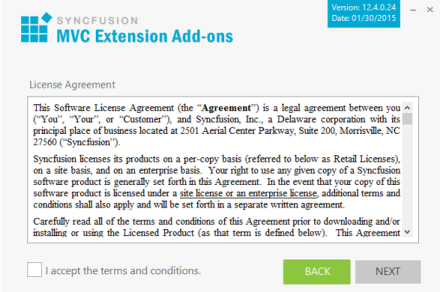 SYNCFUSION
MVC Extension Add-ons
Version: 12.4.0.24
Date: 01/30/2015
License Agreement
This Software License Agreement (the “Agreement”) is a legal agreement between you
(“You”, “Your”, or “Customer”), and Syncfusion, Inc., a Delaware corporation with its
principal place of business located at 2501 Aerial Center Parkway, Suite 200, Morrisville, NC
27560 (“Syncfusion”).
Syncfusion licenses its products on a per-copy basis (referred to below as Retail Licenses),
on a site basis, and on an enterprise basis. Your right to use any given copy of a Syncfusion
software product is generally set forth in this Agreement. In the event that your copy of this
software product is licensed under a site license or an enterprise license, additional terms and
conditions shall also apply and will be set forth in a separate written agreement.
Carefully read all of the terms and conditions of this Agreement prior to downloading and/or
installing or using the Licensed Product (as that term is defined below). This Agreement
I accept the terms and conditions.
BACK
NEXT